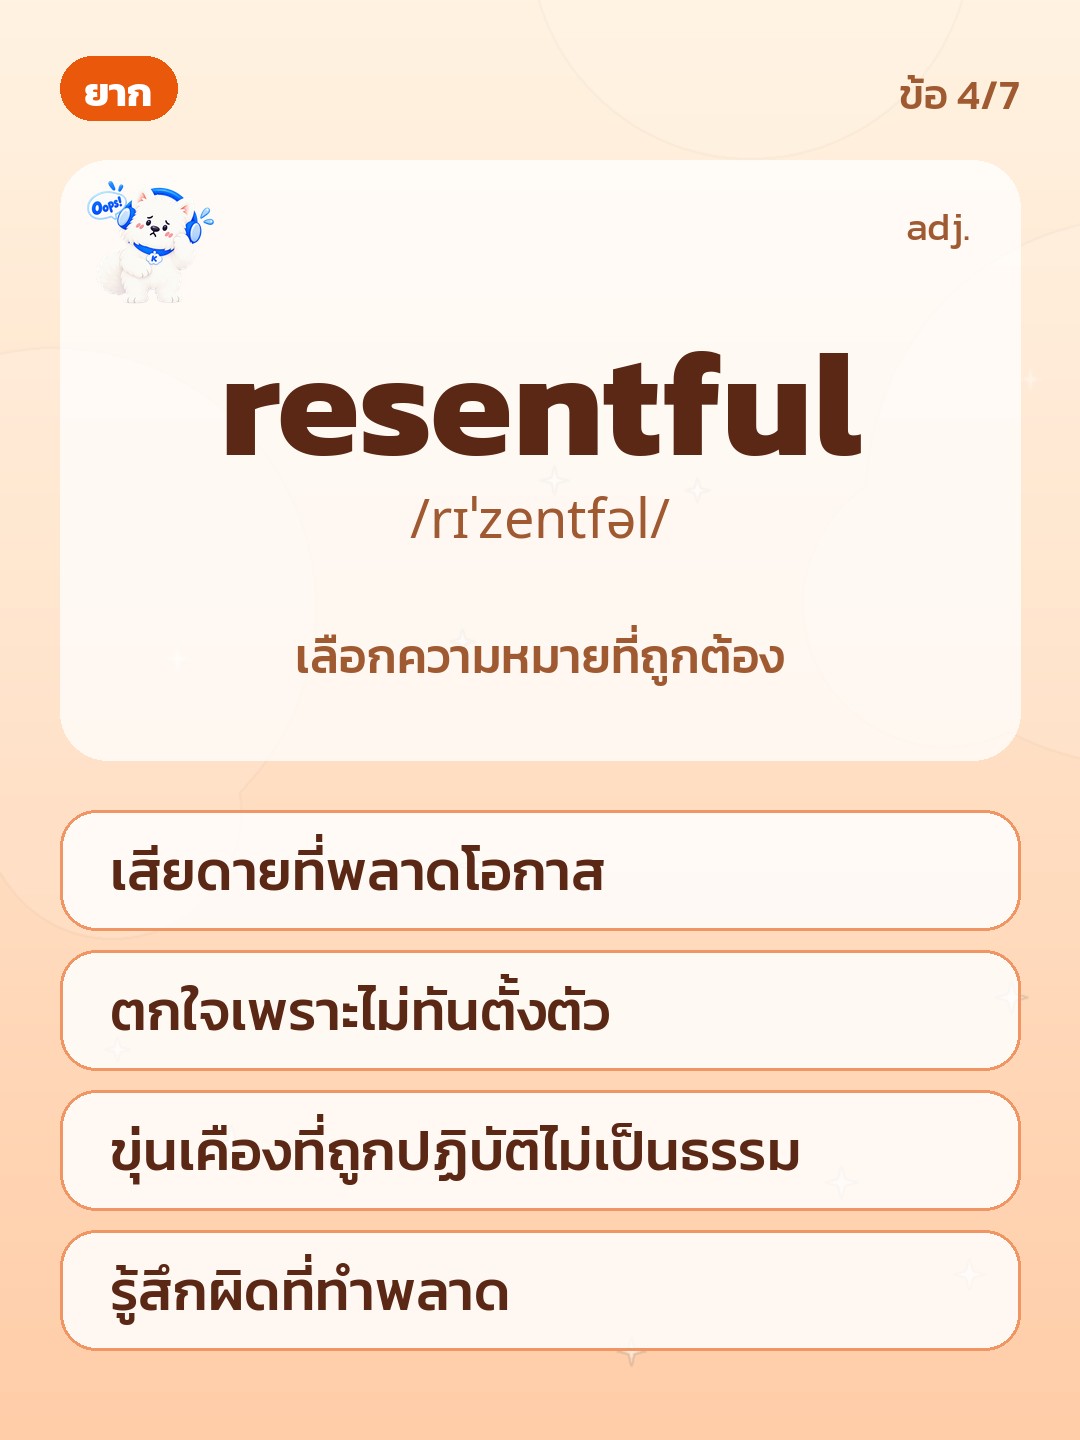 ยาก
ข้อ 4/7
Oops!
adj.
K
resentful
/rɪˈzentfəl/
เลือกความหมายที่ถูกต้อง
เสียดายที่พลาดโอกาส
ตกใจเพราะไม่ทันตั้งตัว
ขุ่นเคืองที่ถูกปฏิบัติไม่เป็นธรรม
รู้สึกผิดที่ทำพลาด